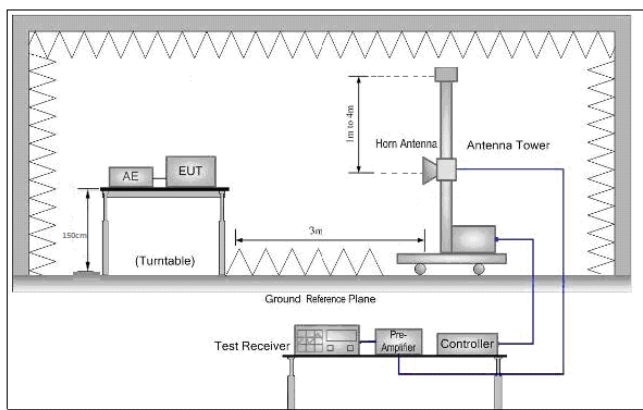 1m to 4m
Horn Antenna
Antenna Tower
AE
EUT
150cm
(Turntable)
3m
Ground Reference Plane
Test Receiver
Pre-
Amplifier
Controller